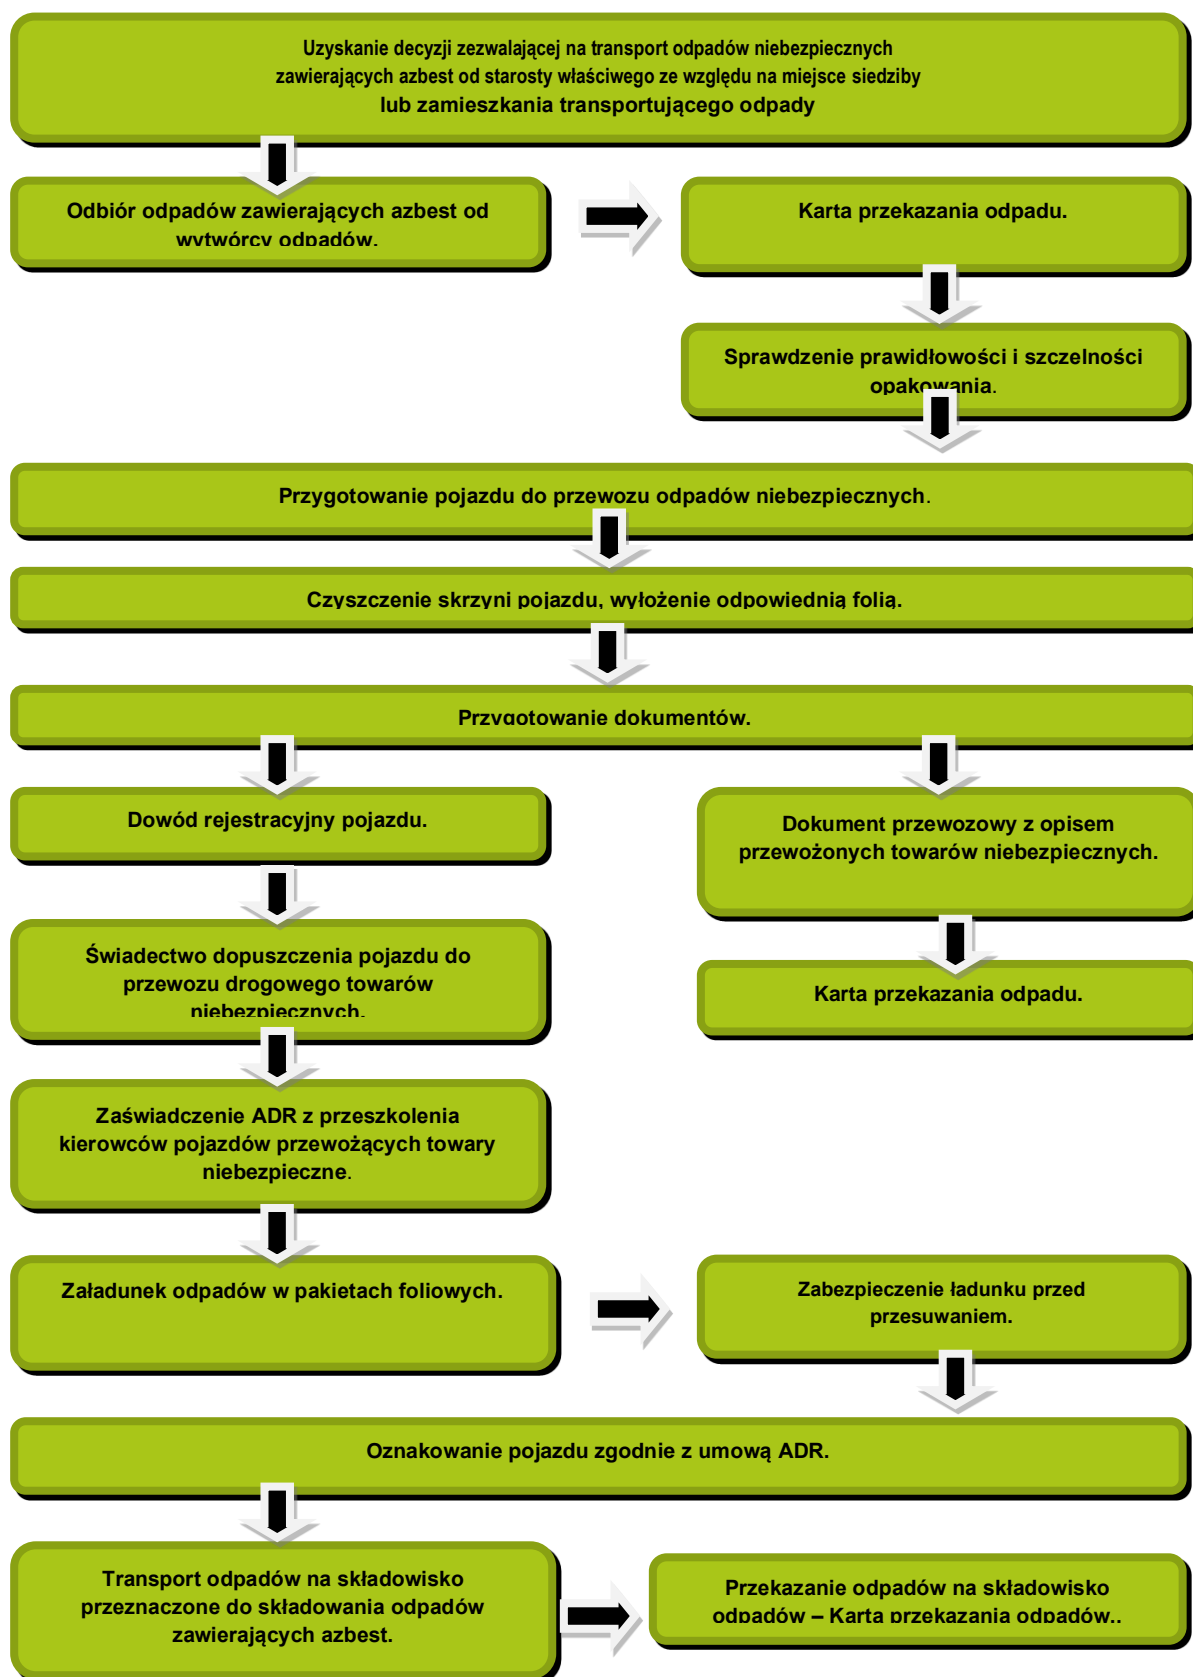 Uzyskanie decyzji zezwalającej na transport odpadów niebezpiecznych
zawierających azbest od starosty właściwego ze względu na miejsce siedziby
lub zamieszkania transportującego odpady
Odbiór odpadów zawierających azbest od
wytwórcy odpadów.
Karta przekazania odpadu.
Sprawdzenie prawidłowości i szczelności
opakowania.
Przygotowanie pojazdu do przewozu odpadów niebezpiecznych.
Czyszczenie skrzyni pojazdu, wyłożenie odpowiednią folią.
Przygotowanie dokumentów.
Dowód rejestracyjny pojazdu.
Dokument przewozowy z opisem
przewożonych towarów niebezpiecznych.
Świadectwo dopuszczenia pojazdu do
przewozu drogowego towarów
niebezpiecznych.
Karta przekazania odpadu.
Zaświadczenie ADR z przeszkolenia
kierowców pojazdów przewożących towary
niebezpieczne.
Załadunek odpadów w pakietach foliowych.
Zabezpieczenie ładunku przed
przesuwaniem.
Oznakowanie pojazdu zgodnie z umową ADR.
Transport odpadów na składowisko
przeznaczone do składowania odpadów
zawierających azbest.
Przekazanie odpadów na składowisko
odpadów – Karta przekazania odpadów..